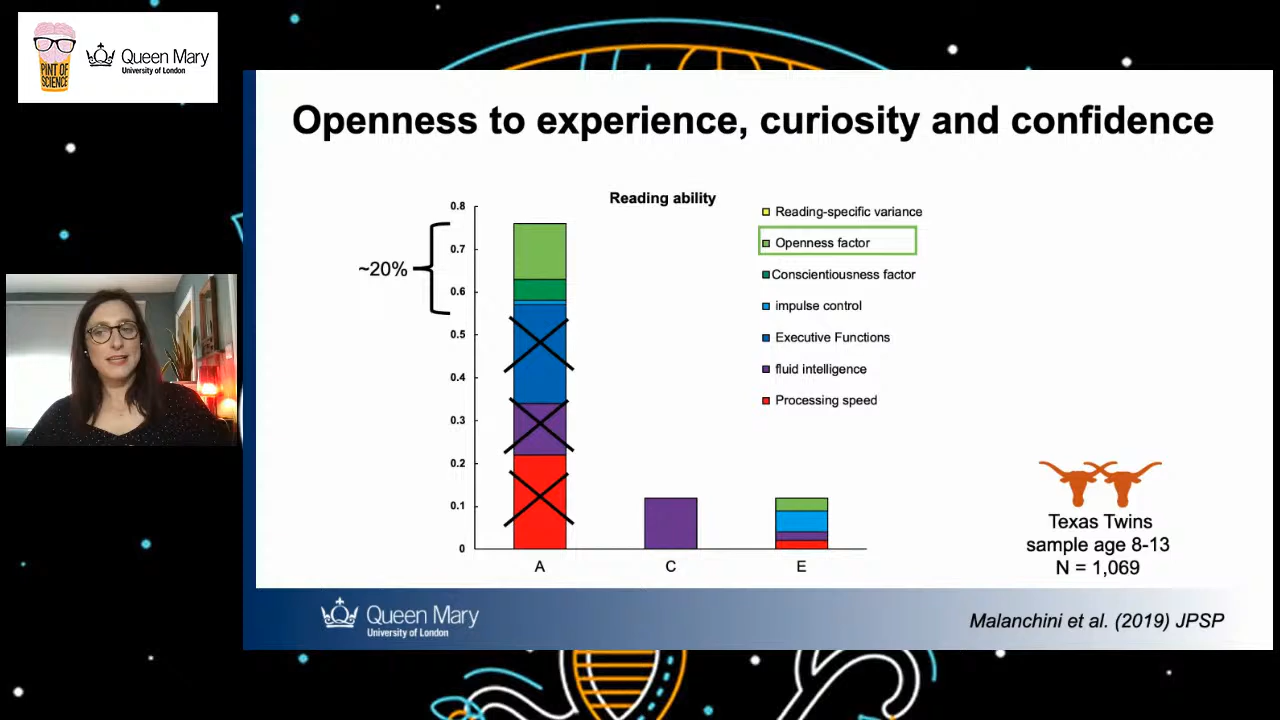 PINT OF
SCIENCE
Queen Mary
University of London
Openness to experience, curiosity and confidence
Reading ability
0.8
0.7
0.6
0.5
0.4
0.3
0.2
0.1
0
~20%
Reading-specific variance
Openness factor
Conscientiousness factor
impulse control
Executive Functions
fluid intelligence
Processing speed
A C E
Texas Twins
sample age 8-13
N = 1,069
Queen Mary
University of London
Malanchini et al. (2019) JPSP